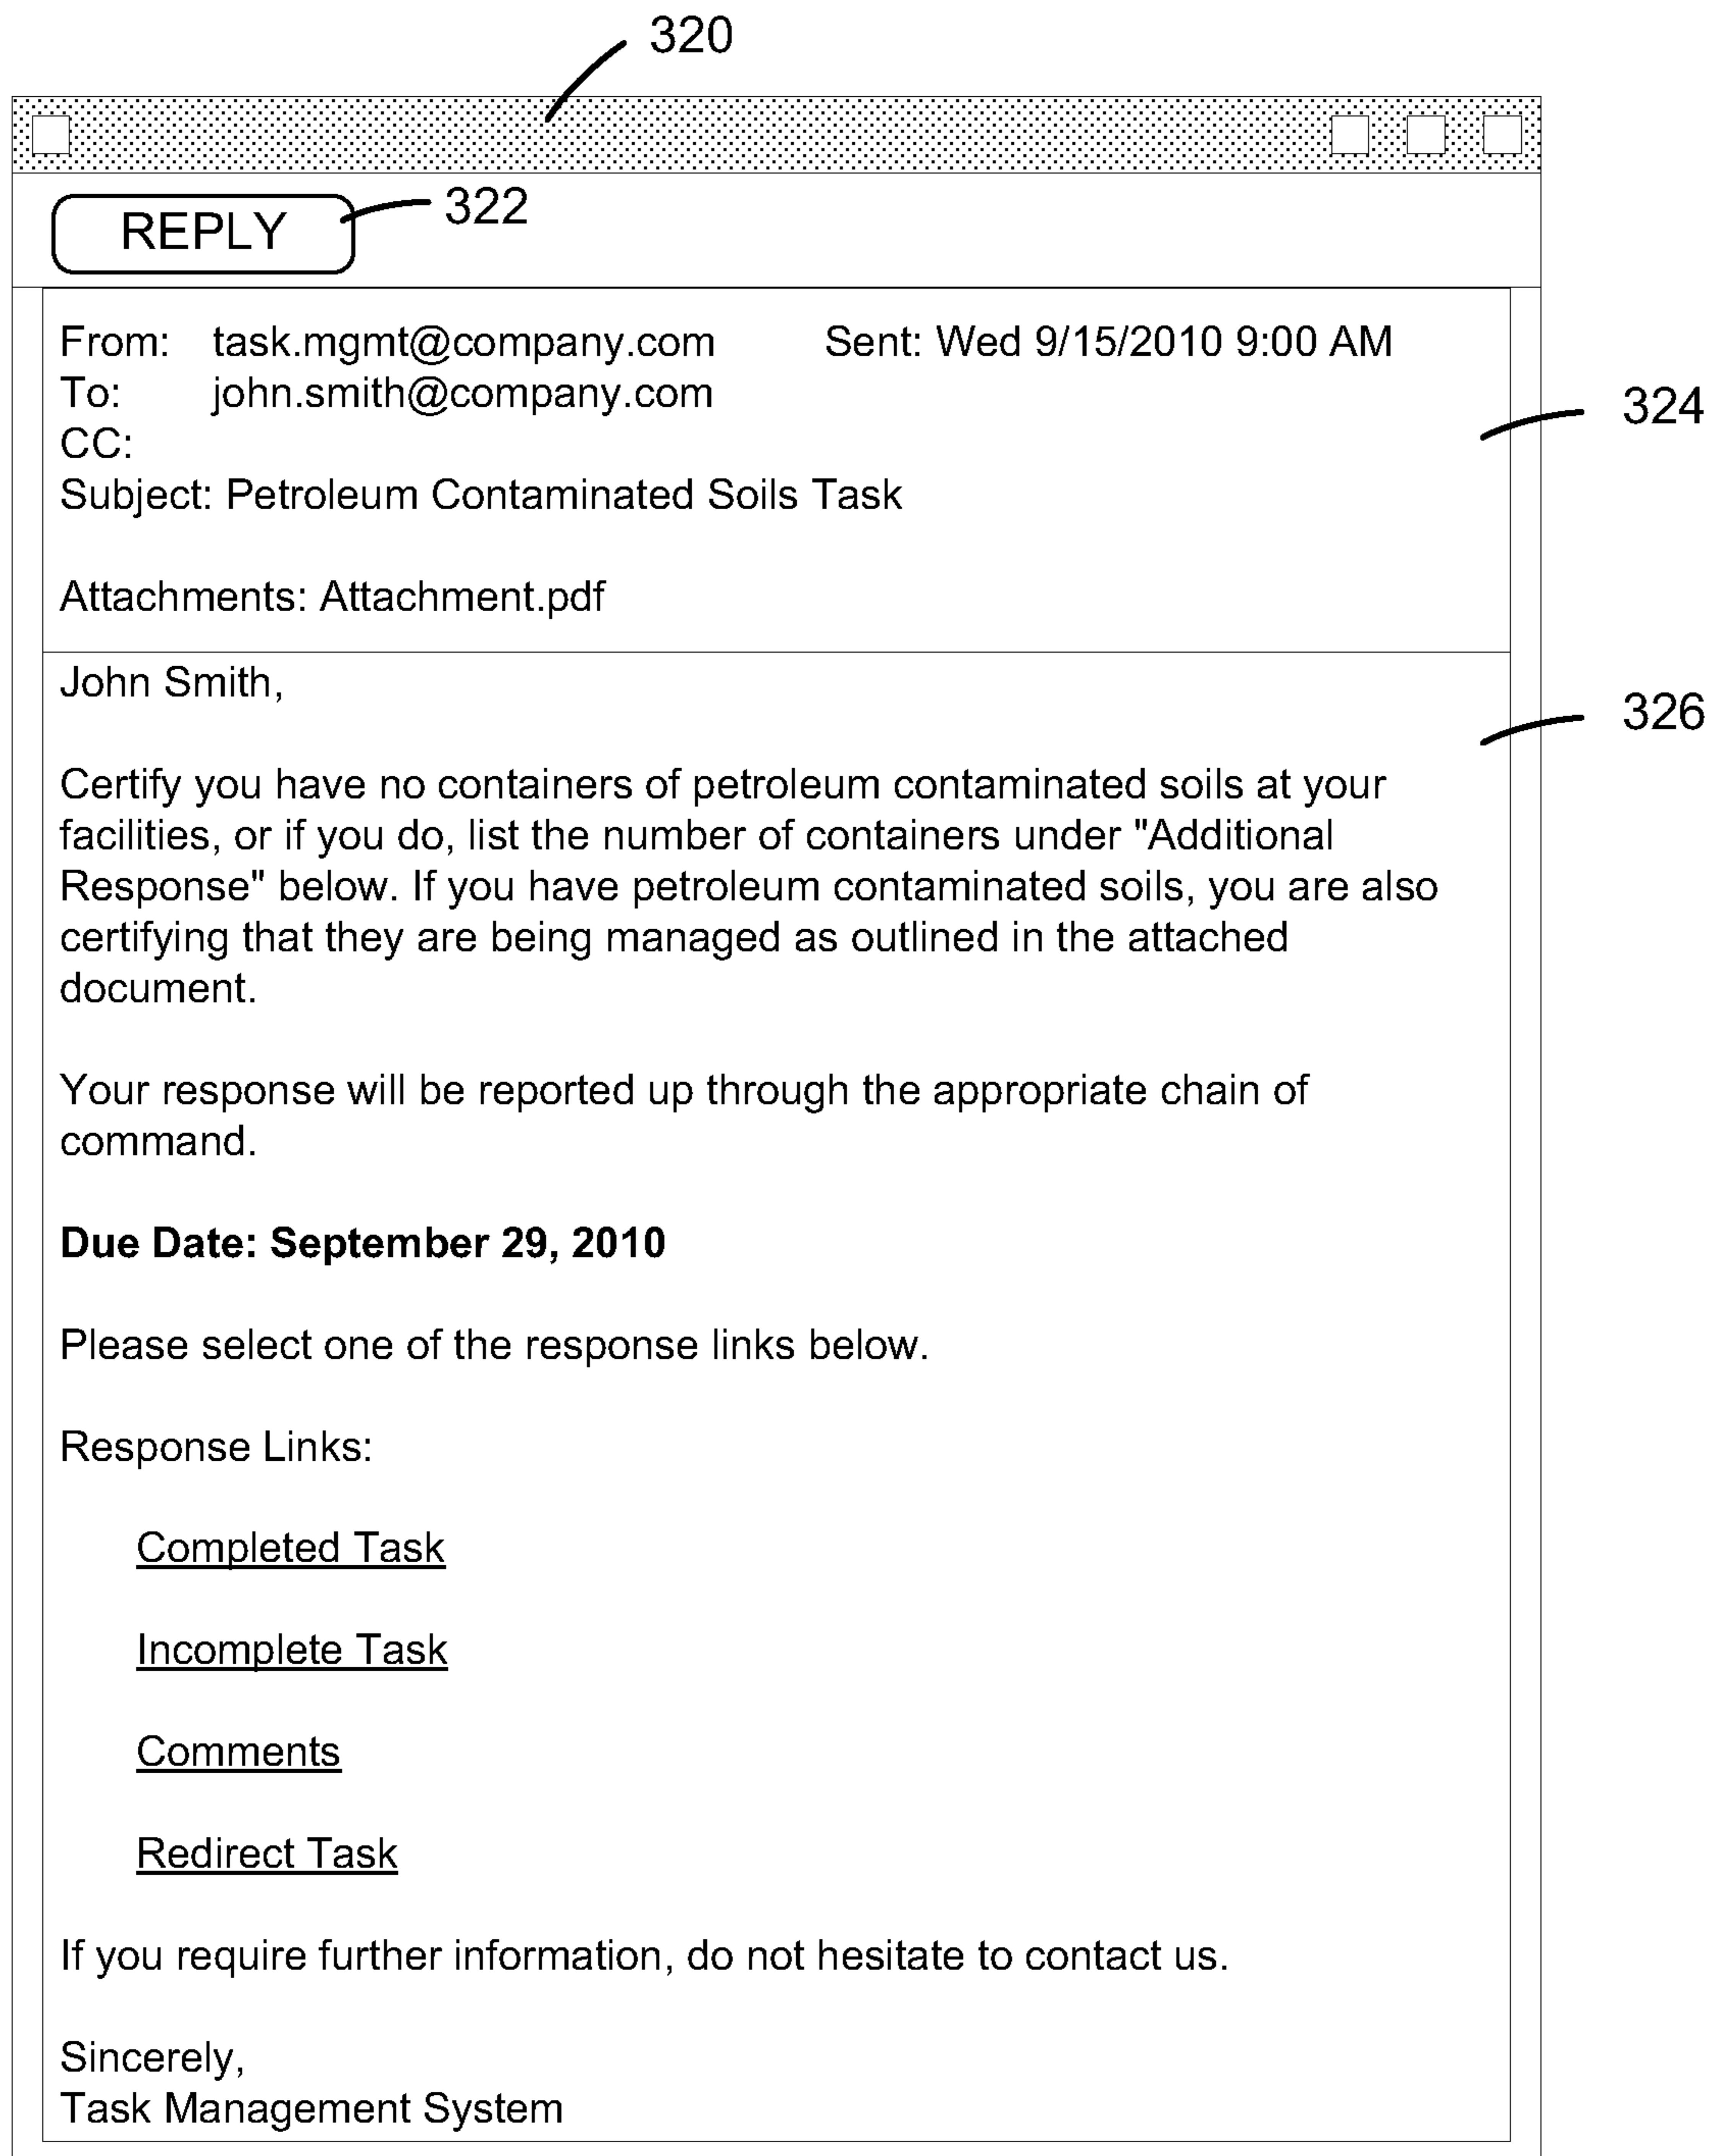 320
REPLY
322
From: task.mgmt@company.com Sent: Wed 9/15/2010 9:00 AM
To: john.smith@company.com
324
CC:
Subject: Petroleum Contaminated Soils Task
Attachments: Attachment.pdf
John Smith,
326
Certify you have no containers of petroleum contaminated soils at your
facilities, or if you do, list the number of containers under "Additional
Response" below. If you have petroleum contaminated soils, you are also
certifying that they are being managed as outlined in the attached
document.
Your response will be reported up through the appropriate chain of
command.
Due Date: September 29, 2010
Please select one of the response links below.
Response Links:
Completed Task
Incomplete Task
Comments
Redirect Task
If you require further information, do not hesitate to contact us.
Sincerely,
Task Management System